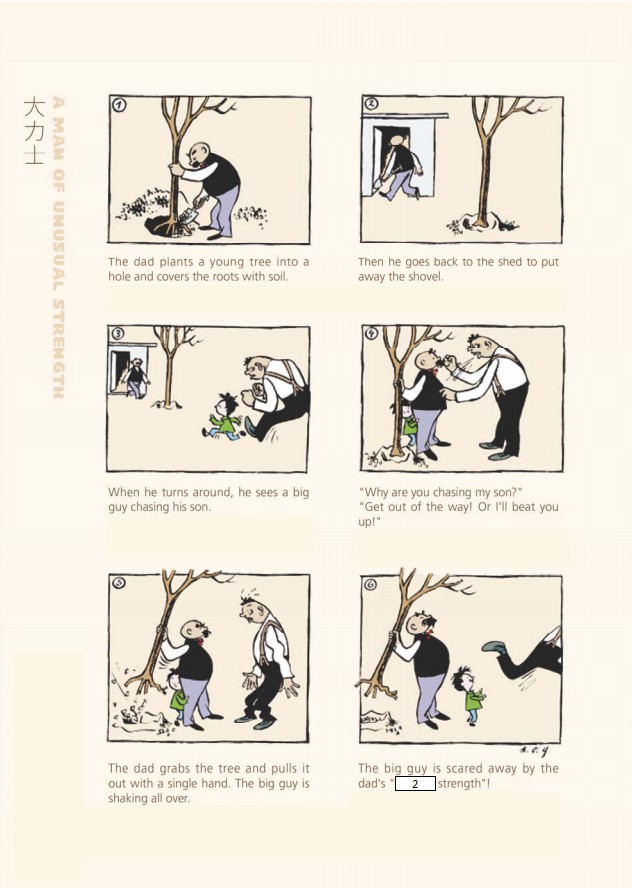 大力士
A MAN OF UNUSUAL STRENGTH
1
2
The dad plants a young tree into a
hole and covers the roots with soil.
Then he goes back to the shed to put
away the shovel.
3
4
When he turns around, he sees a big
guy chasing his son.
"Why are you chasing my son?"
"Get out of the way! Or I'll beat you
up!"
5
6
The dad grabs the tree and pulls it
out with a single hand. The big guy is
shaking all over.
The big guy is scared away by the
dad's " 2 strength"!